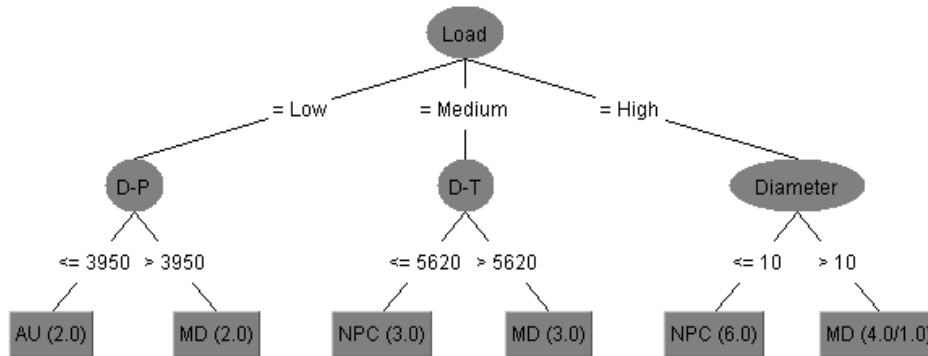 Load
= Low = Medium = High
D-P D-T Diameter
<= 3950 > 3950 <= 5620 > 5620 <= 10 > 10
AU (2.0) MD (2.0) NPC (3.0) MD (3.0) NPC (6.0) MD (4.0/1.0)